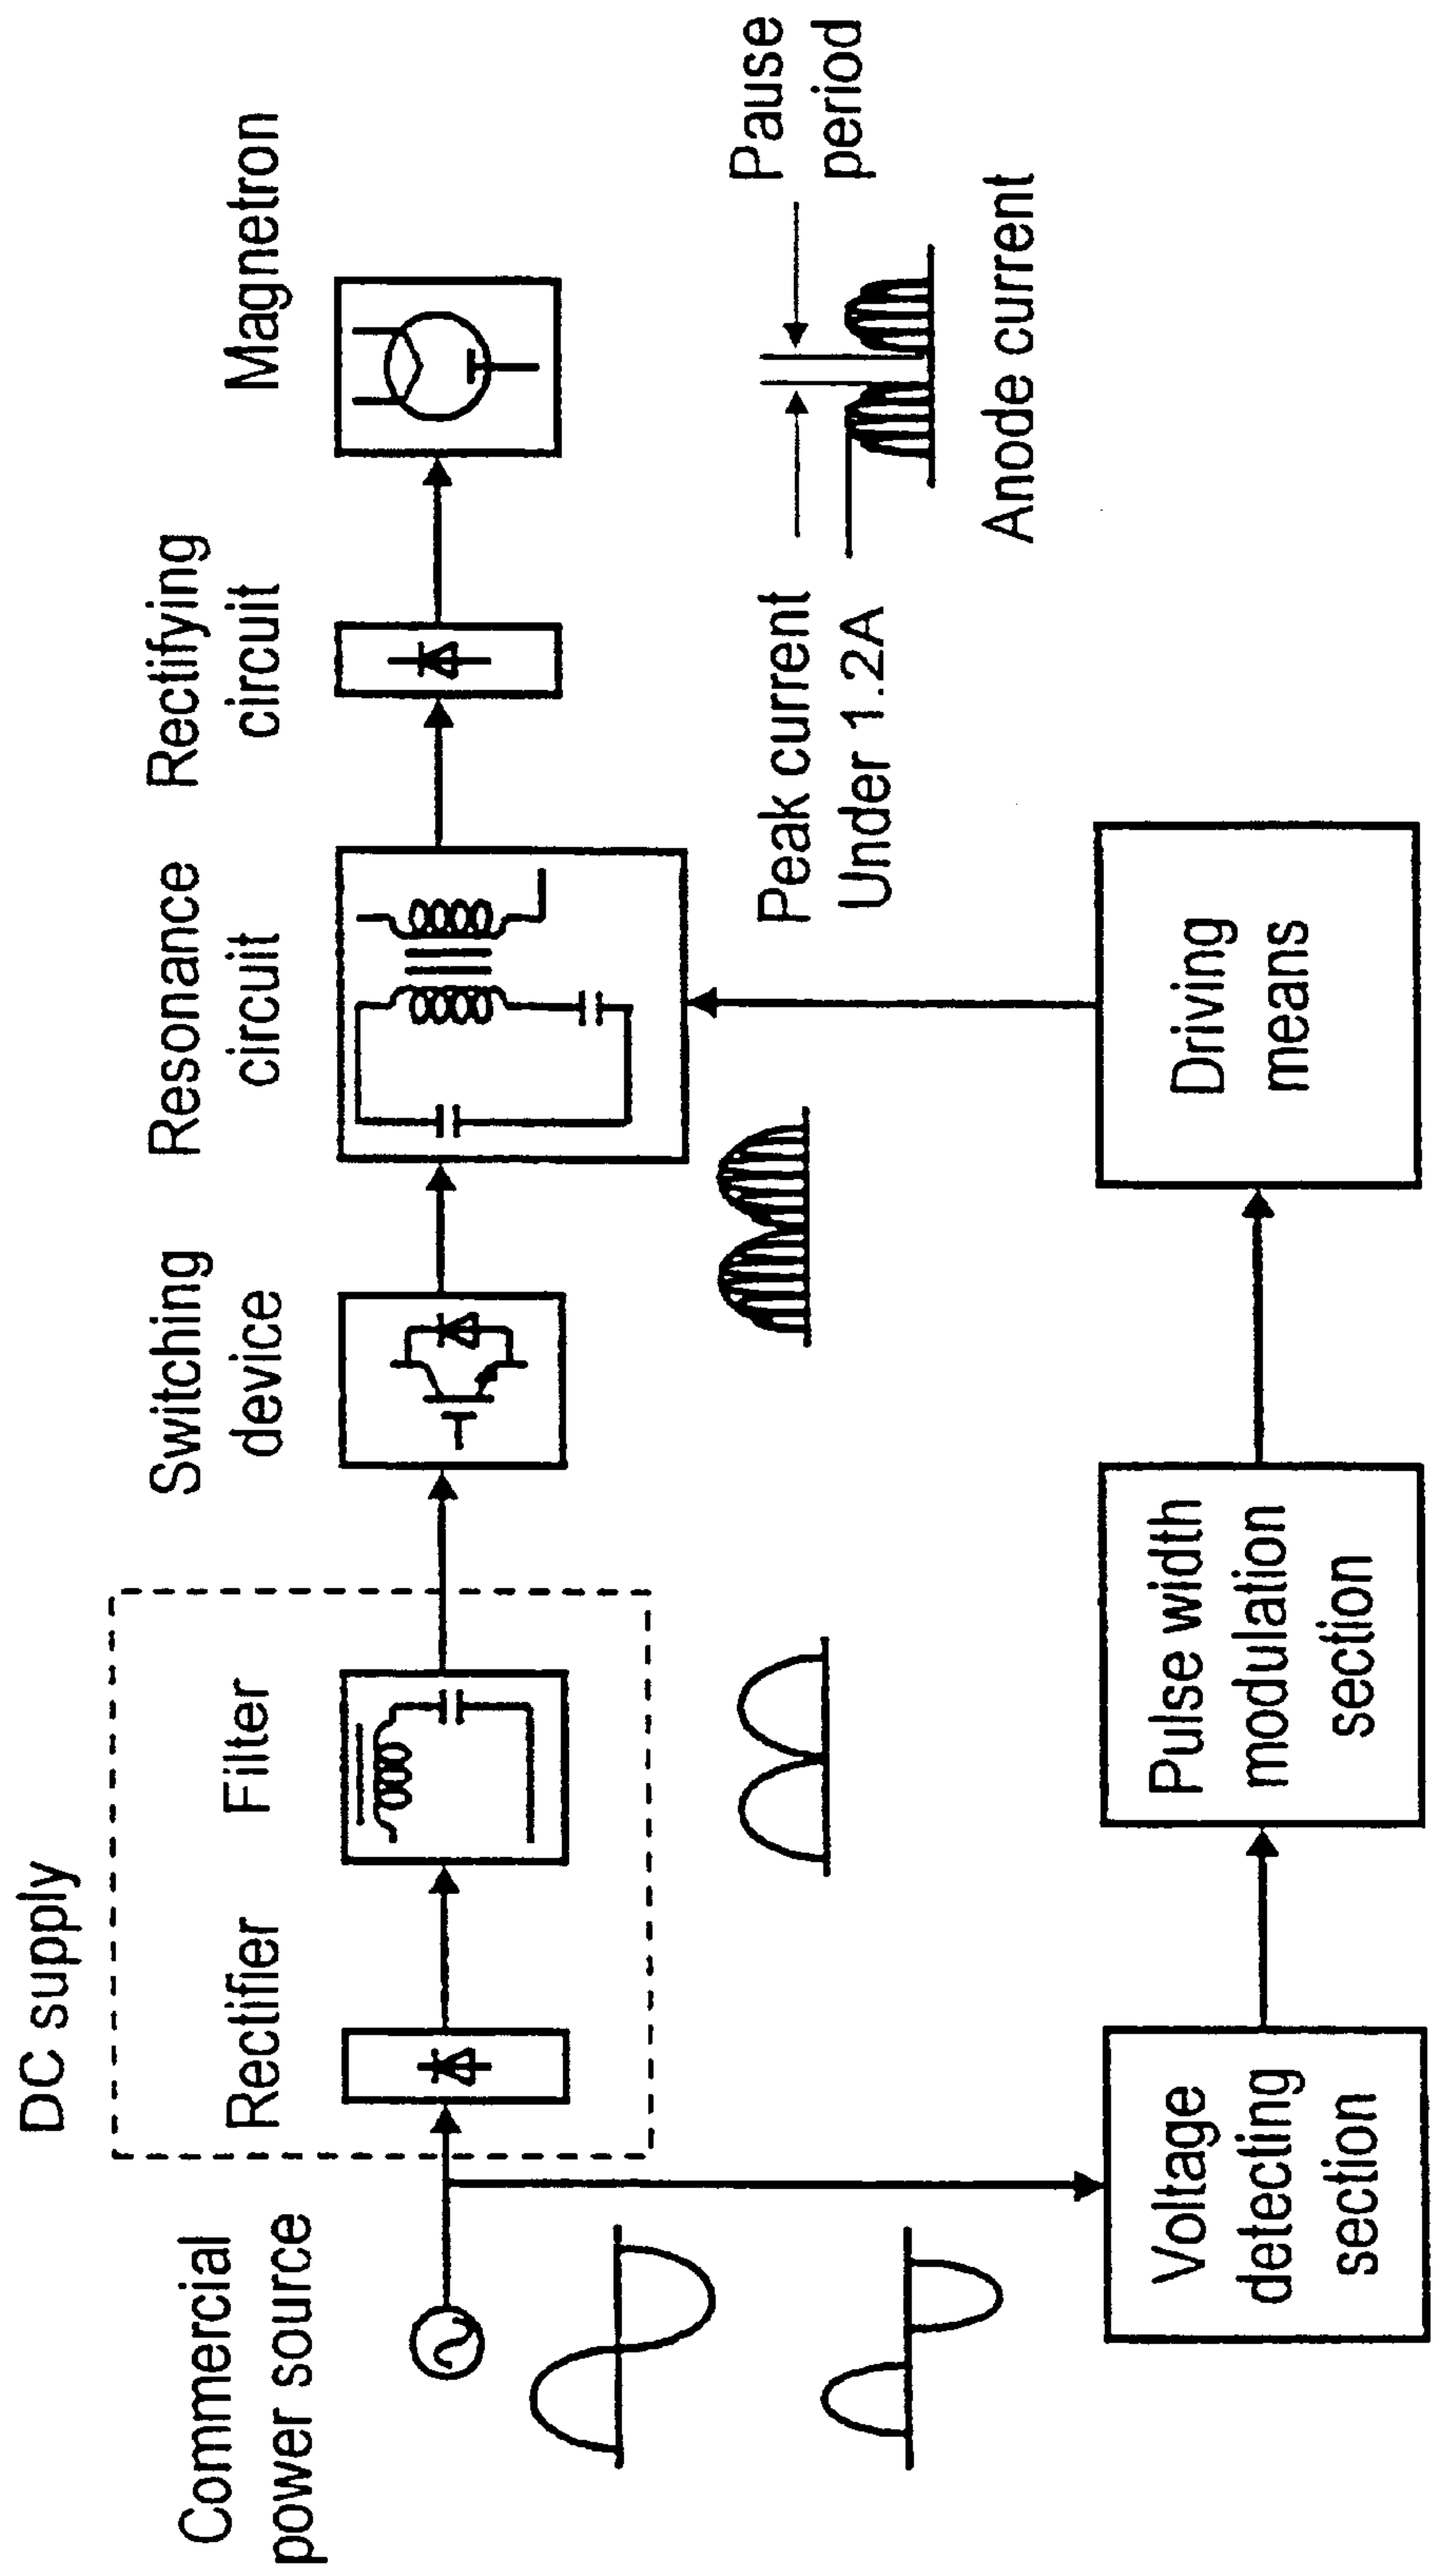 DC supply
Commercial
power source
Rectifier
Filter
Switching
device
Resonance
circuit
Rectifying
circuit
Magnetron
Peak current
Under 1.2A
Pause
period
Anode current
Voltage
detecting
section
Pulse width
modulation
section
Driving
means